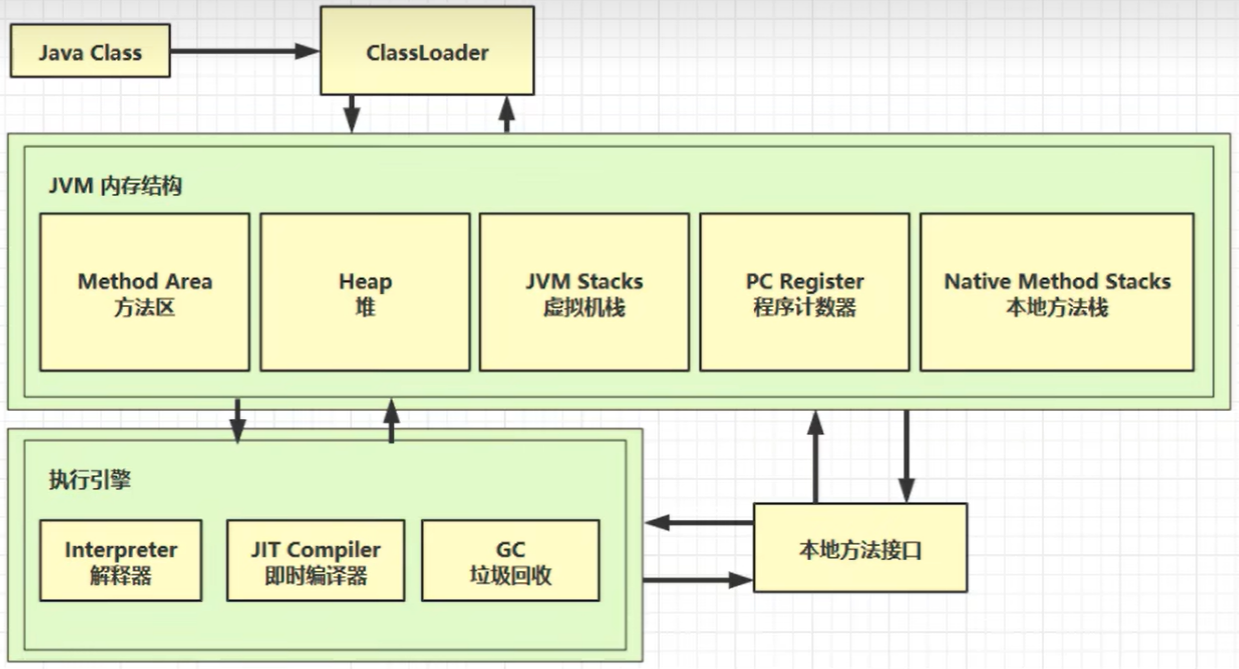 Java Class
ClassLoader
JVM 内存结构
Method Area
方法区
Heap
堆
JVM Stacks
虚拟机栈
PC Register
程序计数器
Native Method Stacks
本地方法栈
执行引擎
Interpreter
解释器
JIT Compiler
即时编译器
GC
垃圾回收
本地方法接口